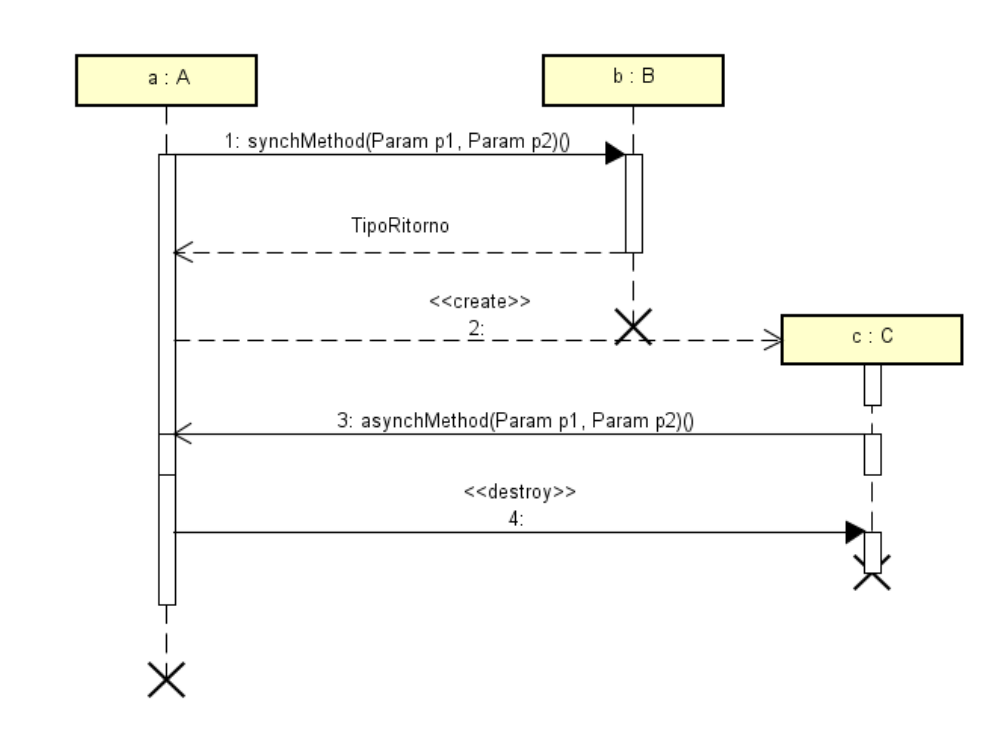 a : A
b : B
1: synchMethod(Param p1, Param p2)()
TipoRitorno
<<create>>
2:
c : C
3: asynchMethod(Param p1, Param p2)()
<<destroy>>
4: